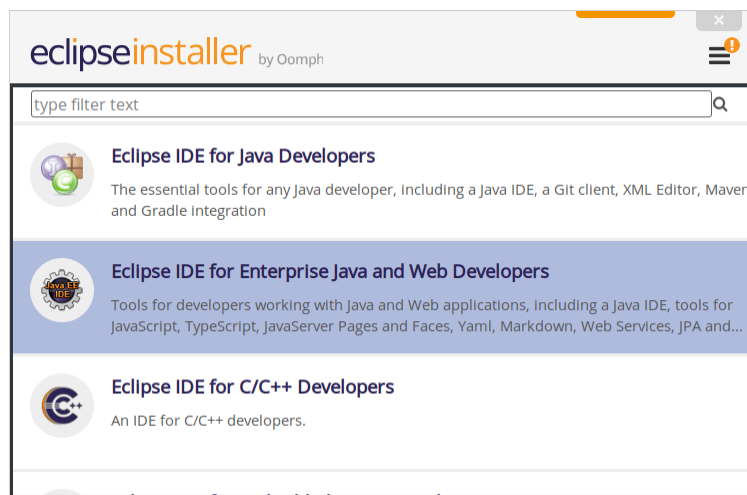 eclipseinstaller by Oomph
type filter text
Eclipse IDE for Java Developers
The essential tools for any Java developer, including a Java IDE, a Git client, XML Editor, Maven
and Gradle integration
Java EE
IDE
Eclipse IDE for Enterprise Java and Web Developers
Tools for developers working with Java and Web applications, including a Java IDE, tools for
JavaScript, TypeScript, JavaServer Pages and Faces, Yaml, Markdown, Web Services, JPA and...
C++
Eclipse IDE for C/C++ Developers
An IDE for C/C++ developers.